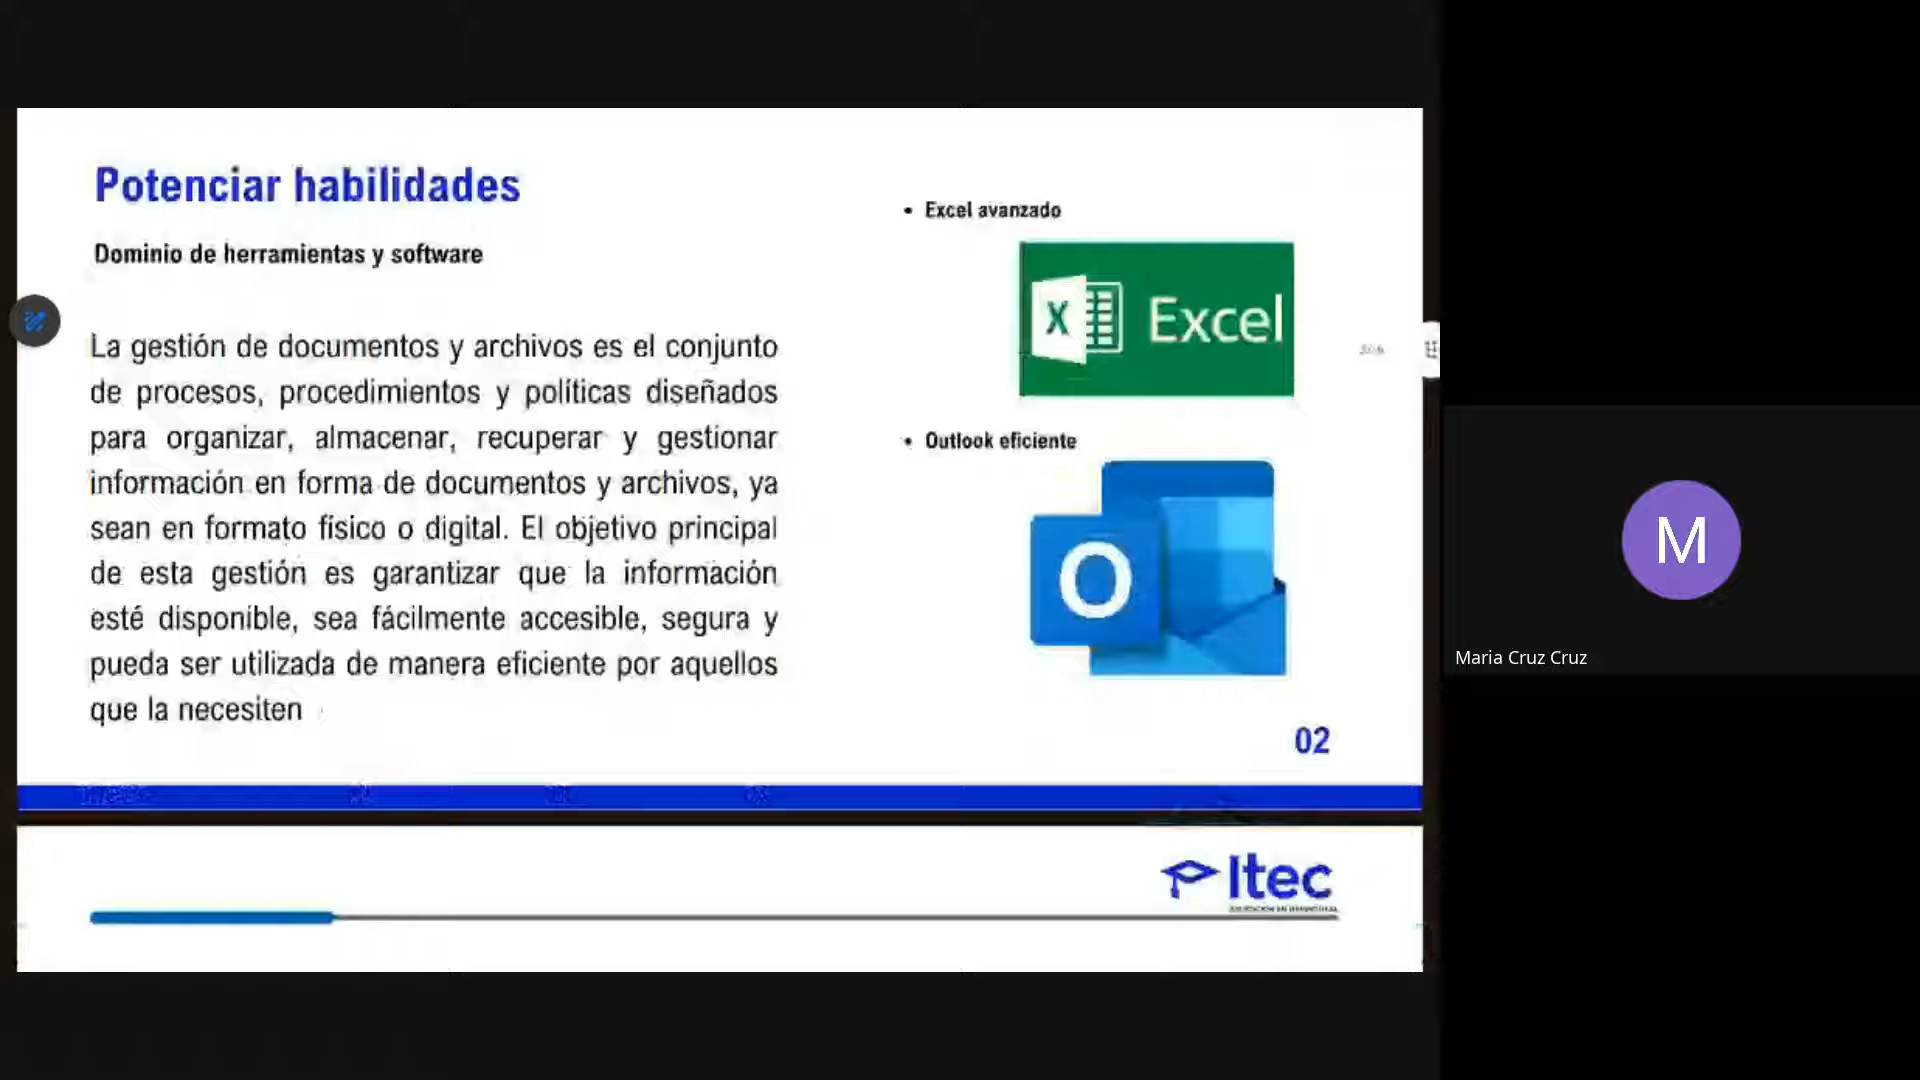 Potenciar habilidades
Dominio de herramientas y software
La gestión de documentos y archivos es el conjunto
de procesos, procedimientos y políticas diseñados
para organizar, almacenar, recuperar y gestionar
información en forma de documentos y archivos, ya
sean en formato físico o digital. El objetivo principal
de esta gestión es garantizar que la información
esté disponible, sea fácilmente accesible, segura y
pueda ser utilizada de manera eficiente por aquellos
que la necesiten
• Excel avanzado
X Excel
• Outlook eficiente
O
02
Itec
M
Maria Cruz Cruz